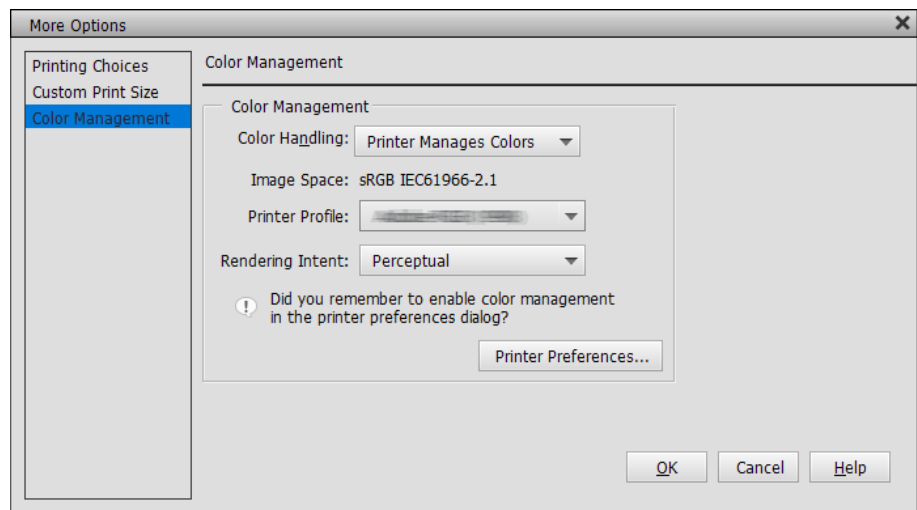 More Options
Printing Choices
Custom Print Size
Color Management
Color Management
Color Management
Color Handling: Printer Manages Colors
Image Space: sRGB IEC61966-2.1
Printer Profile:
Rendering Intent: Perceptual
Did you remember to enable color management
in the printer preferences dialog?
Printer Preferences...
OK Cancel Help